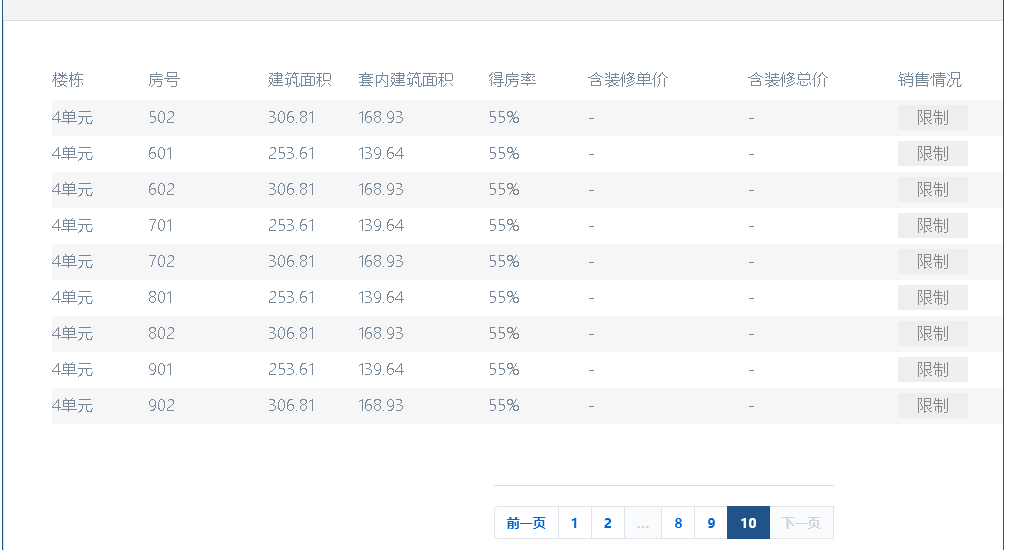 楼栋 房号 建筑面积 套内建筑面积 得房率 含装修单价 含装修总价 销售情况
4单元 502 306.81 168.93 55% - - 限制
4单元 601 253.61 139.64 55% - - 限制
4单元 602 306.81 168.93 55% - - 限制
4单元 701 253.61 139.64 55% - - 限制
4单元 702 306.81 168.93 55% - - 限制
4单元 801 253.61 139.64 55% - - 限制
4单元 802 306.81 168.93 55% - - 限制
4单元 901 253.61 139.64 55% - - 限制
4单元 902 306.81 168.93 55% - - 限制
前一页 1 2 ... 8 9 10 下一页